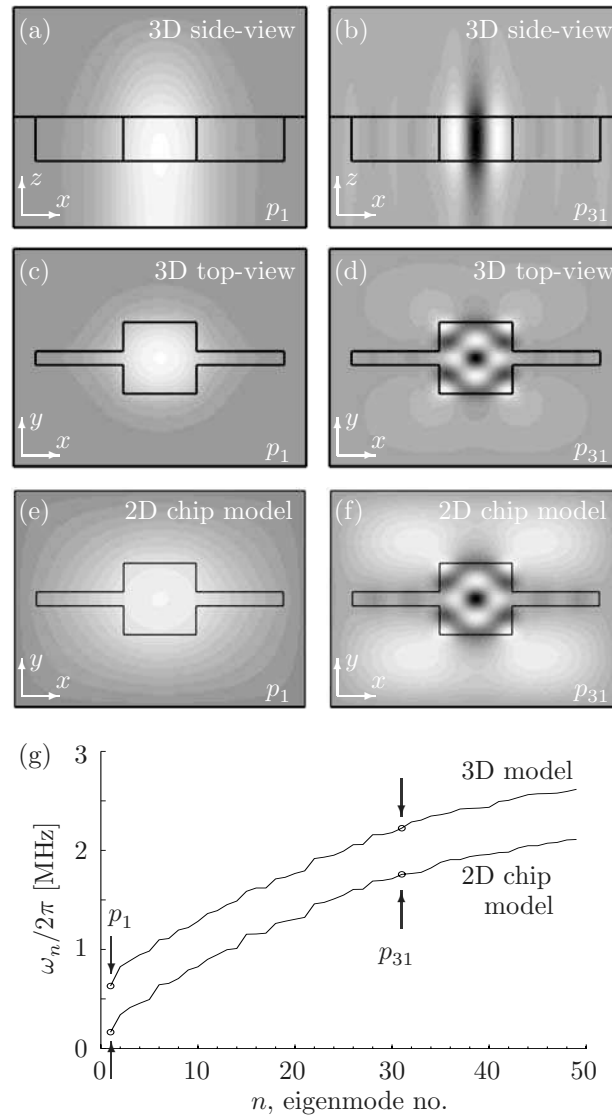 (a) 3D side-view
z
x
p₁
(b) 3D side-view
z
x
p₃₁
(c) 3D top-view
y
x
p₁
(d) 3D top-view
y
x
p₃₁
(e) 2D chip model
y
x
p₁
(f) 2D chip model
y
x
p₃₁
(g)
ωₙ/2π [MHz]
3
2
1
0
3D model
2D chip
model
p₁
p₃₁
0 10 20 30 40 50
n, eigenmode no.